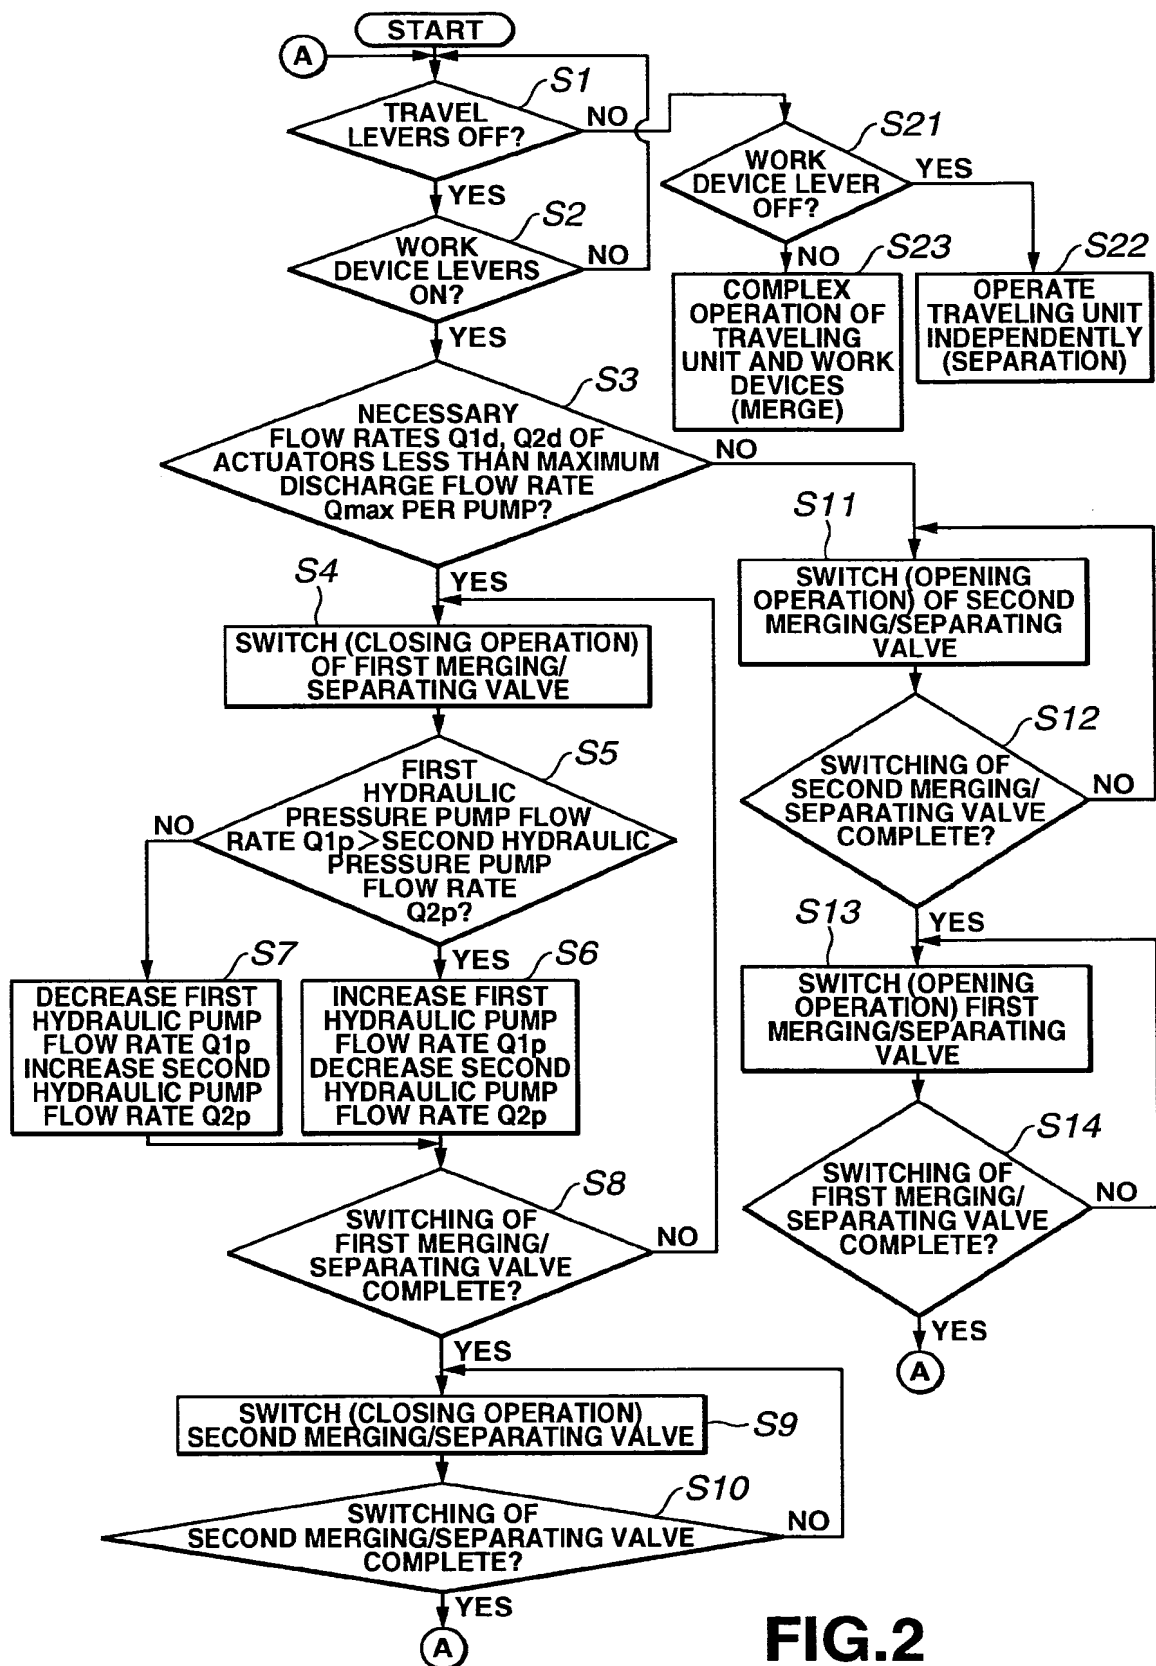 START
A
S1
TRAVEL
LEVERS OFF?
NO
YES
S21
WORK
DEVICE LEVER
OFF?
YES
NO
S2
WORK
DEVICE LEVERS
ON?
NO
YES
S23
COMPLEX
OPERATION OF
TRAVELING
UNIT AND WORK
DEVICES
(MERGE)
S22
OPERATE
TRAVELING UNIT
INDEPENDENTLY
(SEPARATION)
S3
NECESSARY
FLOW RATES Q1d, Q2d OF
ACTUATORS LESS THAN MAXIMUM
DISCHARGE FLOW RATE
Qmax PER PUMP?
NO
YES
S4
SWITCH (CLOSING OPERATION)
OF FIRST MERGING/
SEPARATING VALVE
S5
FIRST
HYDRAULIC
PRESSURE PUMP FLOW
RATE Q1p>SECOND HYDRAULIC
PRESSURE PUMP
FLOW RATE
Q2p?
NO
YES
S7
DECREASE FIRST
HYDRAULIC PUMP
FLOW RATE Q1p
INCREASE SECOND
HYDRAULIC PUMP
FLOW RATE Q2p
S6
INCREASE FIRST
HYDRAULIC PUMP
FLOW RATE Q1p
DECREASE SECOND
HYDRAULIC PUMP
FLOW RATE Q2p
S8
SWITCHING OF
FIRST MERGING/
SEPARATING VALVE
COMPLETE?
NO
YES
S9
SWITCH (CLOSING OPERATION)
SECOND MERGING/SEPARATING VALVE
S10
SWITCHING OF
SECOND MERGING/SEPARATING VALVE
COMPLETE?
NO
YES
A
S11
SWITCH (OPENING
OPERATION) OF SECOND
MERGING/SEPARATING
VALVE
S12
SWITCHING OF
SECOND MERGING/
SEPARATING VALVE
COMPLETE?
NO
YES
S13
SWITCH (OPENING
OPERATION) FIRST
MERGING/SEPARATING
VALVE
S14
SWITCHING OF
FIRST MERGING/
SEPARATING VALVE
COMPLETE?
NO
YES
A
FIG.2